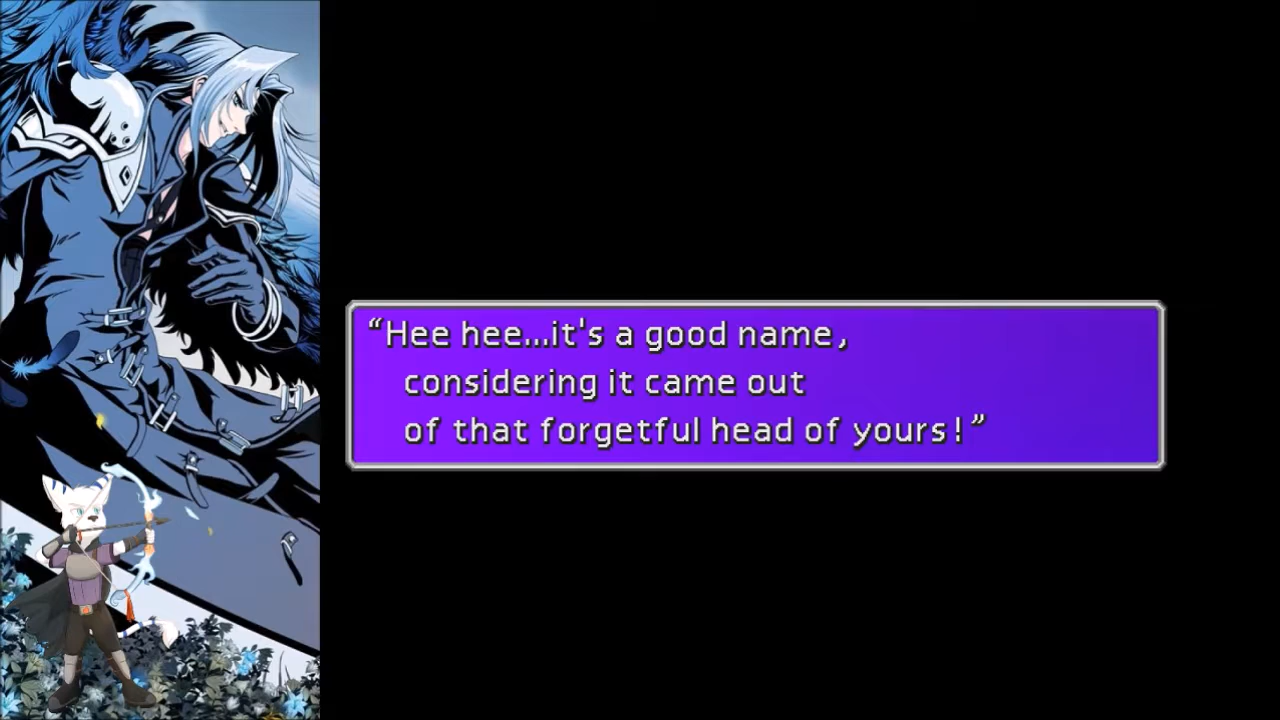 “Hee hee...it's a good name,
considering it came out
of that forgetful head of yours!”